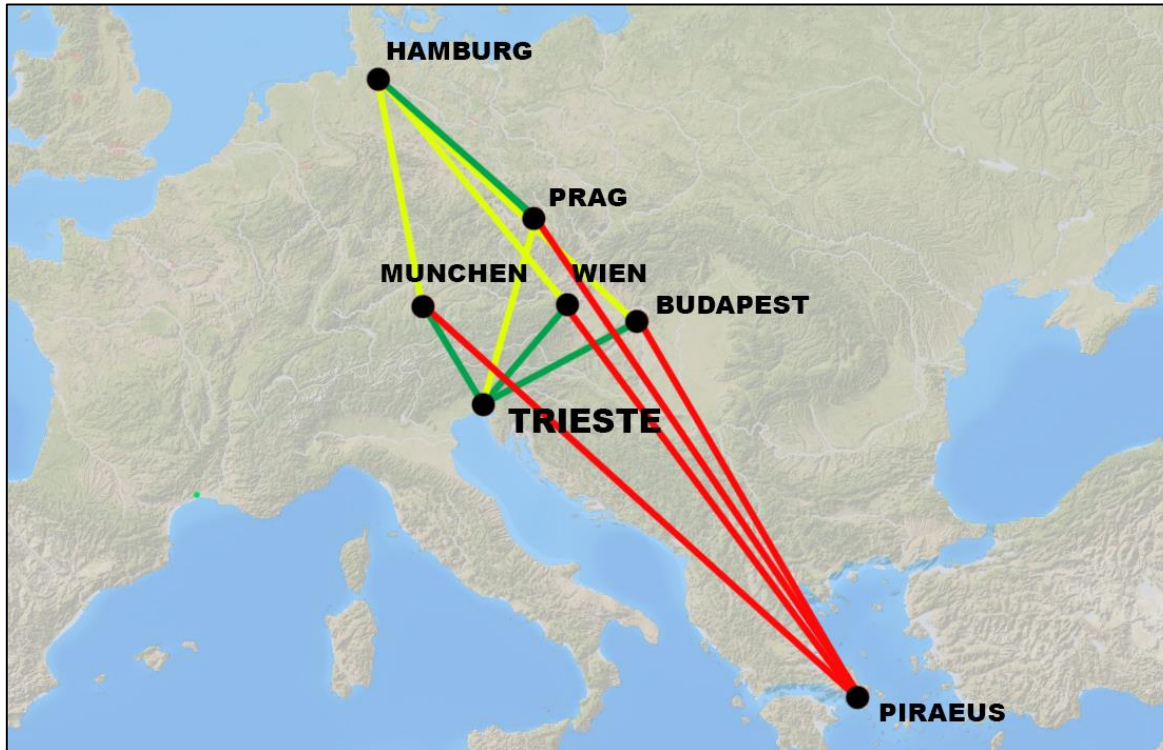 HAMBURG
PRAG
MUNCHEN
WIEN
BUDAPEST
TRIESTE
PIRAEUS